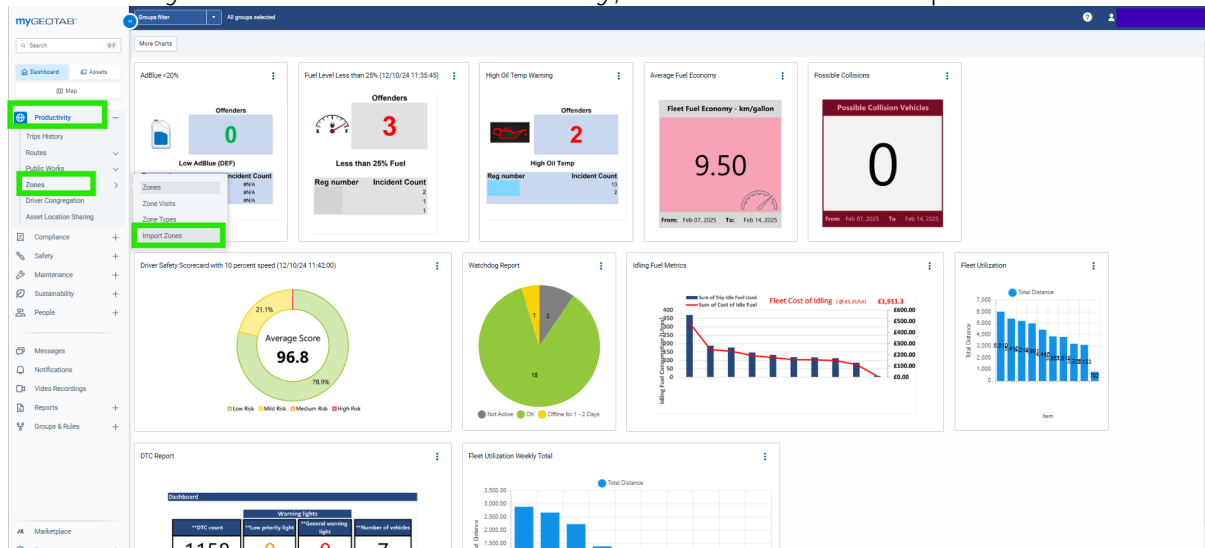 myGEOTAB
Groups filter
All groups selected
Search
Dashboard
Assets
Map
Productivity
Trips History
Routes
Public Works
Zones
Driver Congregation
Asset Location Sharing
Compliance
Safety
Maintenance
Sustainability
People
Messages
Notifications
Video Recordings
Reports
Groups & Rules
Marketplace
Zones
Zone Visits
Zone Types
Import Zones
More Charts
AdBlue <20%
Offenders
0
Low AdBlue (DEF)
Incident Count
#N/A
#N/A
#N/A
Fuel Level Less than 25% (12/10/24 11:35:45)
Offenders
3
Less than 25% Fuel
Reg number Incident Count
2
1
1
High Oil Temp Warning
Offenders
2
High Oil Temp
Reg number Incident Count
13
2
Average Fuel Economy
Fleet Fuel Economy - km/gallon
9.50
From: Feb 07, 2025 To: Feb 14, 2025
Possible Collisions
Possible Collision Vehicles
0
From Feb 07, 2025 To Feb 14, 2025
Driver Safety Scorecard with 10 percent speed (12/10/24 11:42:00)
21.1%
Average Score
96.8
78.9%
Low Risk Mild Risk Medium Risk High Risk
Watchdog Report
1 2
18
Not Active OK Offline for 1 - 2 Days
Idling Fuel Metrics
Sum of Trip Idle Fuel Used
Sum of Cost of Idle Fuel
Fleet Cost of Idling (@ £1.31/Ltr) £1,911.3
Idling Fuel Consumption (Litres)
400
350
50
0
£600.00
£500.00
£400.00
£300.00
£200.00
£100.00
£0.00
Fleet Utilization
Total Distance
Total Distance
7,000
6,000
5,000
4,000
3,000
2,000
1,000
0
Item
DTC Report
Dashboard
Warning lights
**DTC count
**Low priority light
**General warning light
**Number of vehicles
1158
7
Fleet Utilization Weekly Total
Total Distance
3,500.00
3,000.00
2,500.00
2,000.00
1,500.00